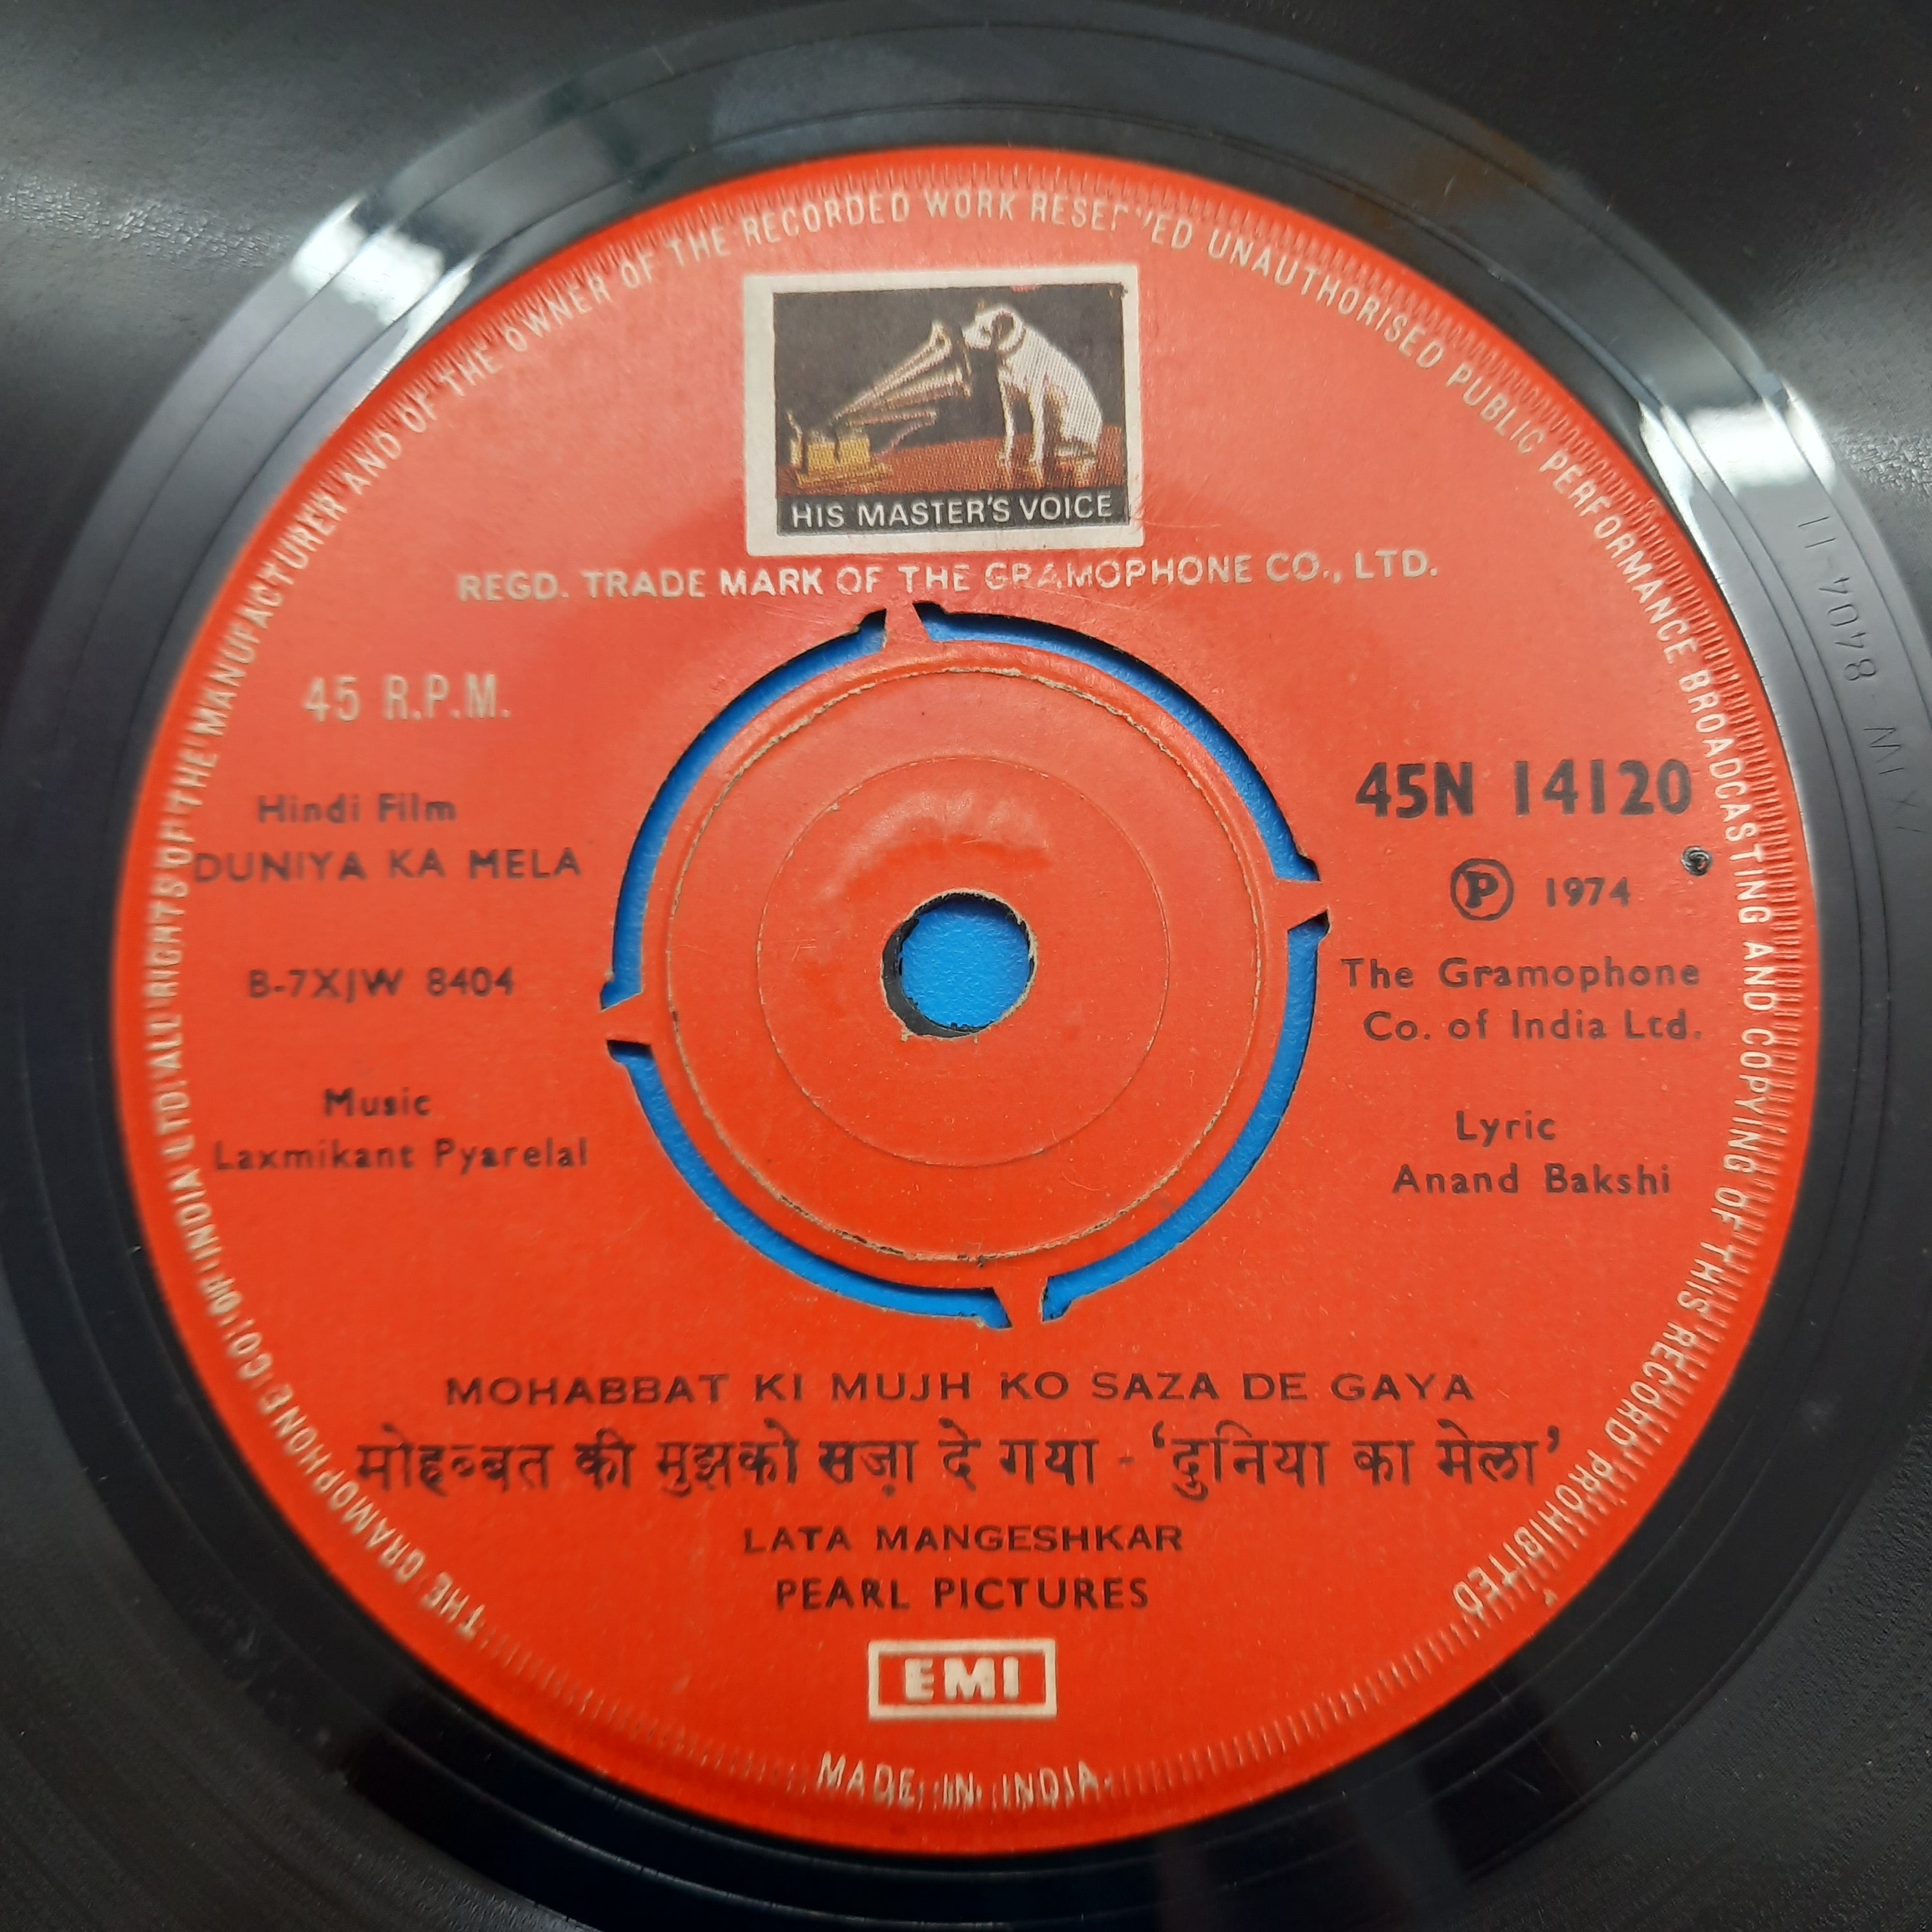 THE GRAMOPHONE CO. OF INDIA LTD. ALL RIGHTS OF THE MANUFACTURER AND OF THE OWNER OF THE RECORDED WORK RESERVED UNAUTHORISED PUBLIC PERFORMANCE BROADCASTING AND COPYING OF THIS RECORD PROHIBITED
HIS MASTER'S VOICE
REGD. TRADE MARK OF THE GRAMOPHONE CO., LTD.
45 R.P.M.
Hindi Film
DUNIYA KA MELA
B-7XJW 8404
Music
Laxmikant Pyarelal
45N 14120
Ⓟ 1974
The Gramophone
Co. of India Ltd.
Lyric
Anand Bakshi
MOHABBAT KI MUJH KO SAZA DE GAYA
मोहब्बत की मुझको सज़ा दे गया - 'दुनिया का मेला'
LATA MANGESHKAR
PEARL PICTURES
EMI
MADE IN INDIA